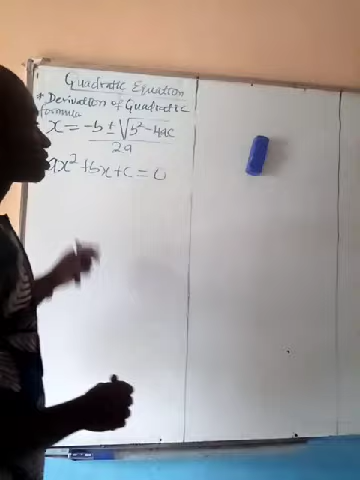 Quadratic Equation
* Derivation of Quadratic
formula
x = -b ± √b² - 4ac
2a
ax² + bx + c = 0